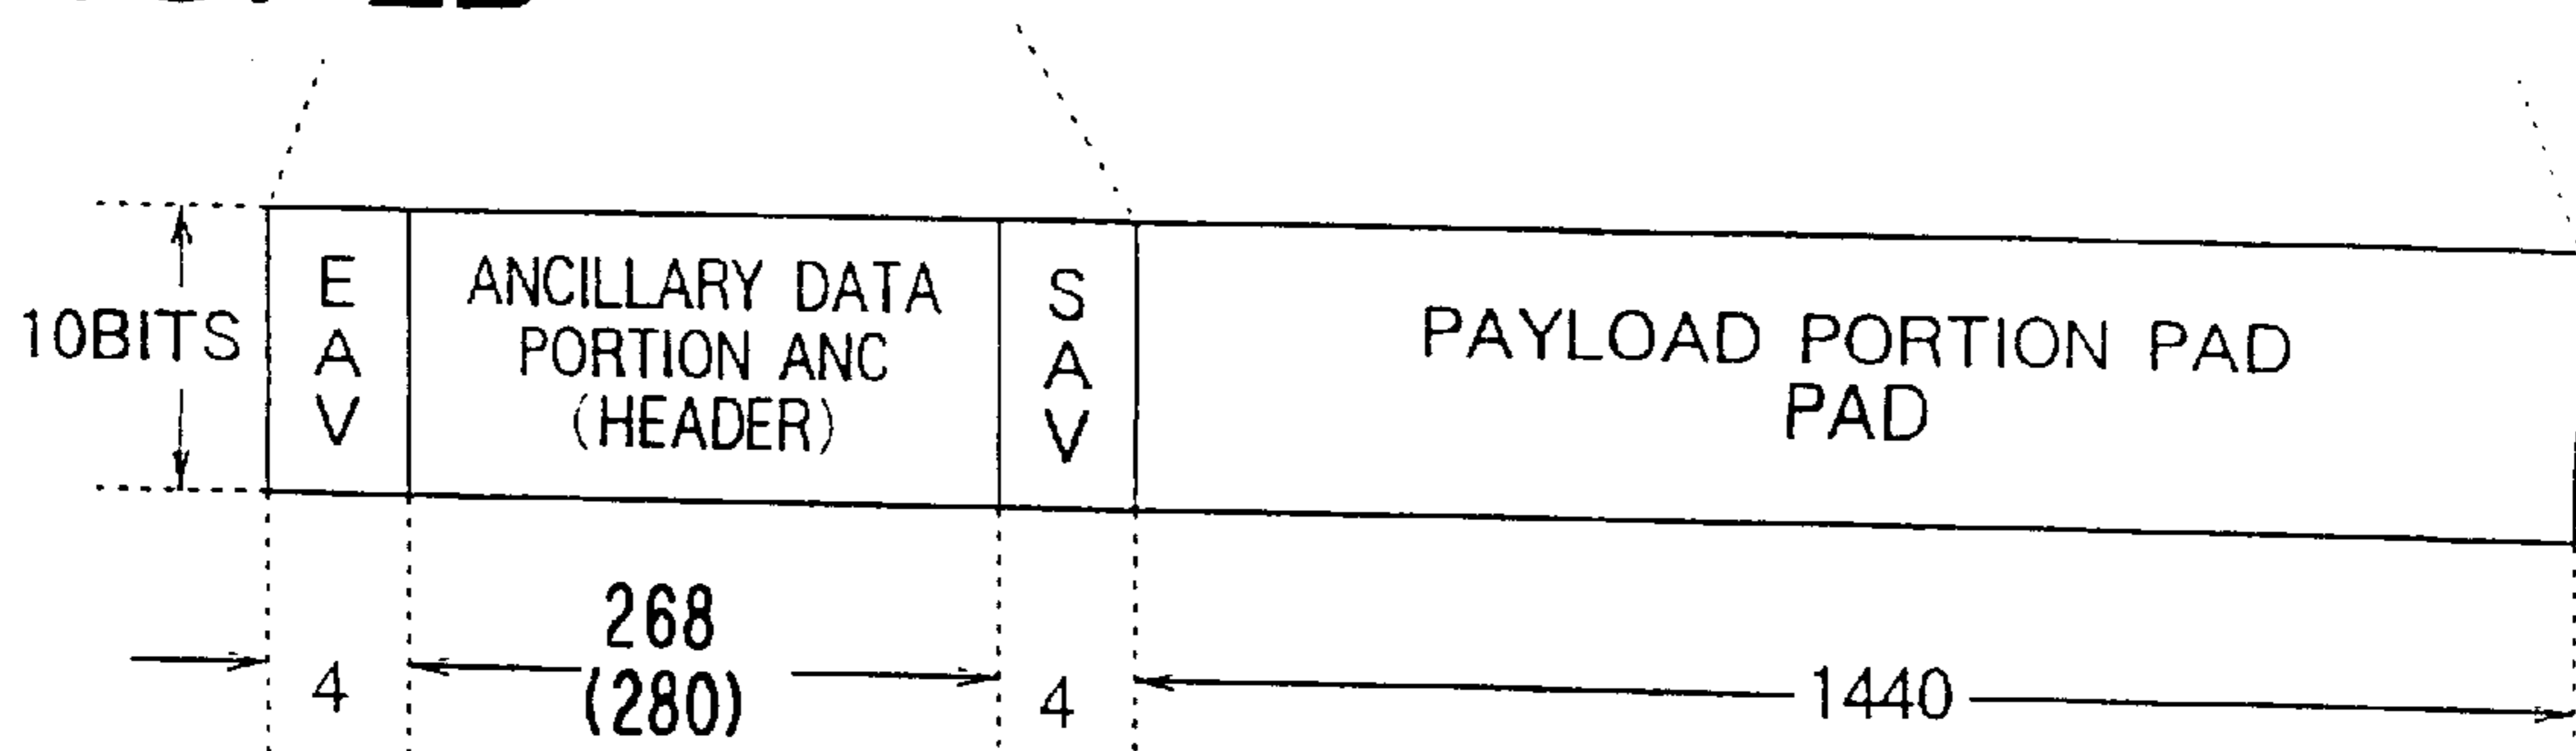 10BITS
E
A
V
ANCILLARY DATA
PORTION ANC
(HEADER)
S
A
V
PAYLOAD PORTION PAD
PAD
4
268
(280)
4
1440